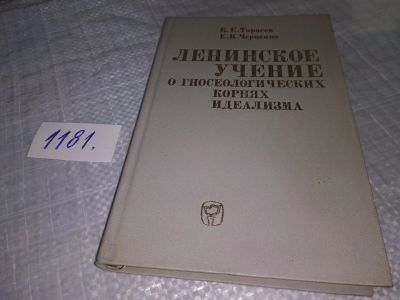 К.Е.Тарасов
Е.К.Черненко
ЛЕНИНСКОЕ
УЧЕНИЕ
О ГНОСЕОЛОГИЧЕСКИХ
КОРНЯХ
ИДЕАЛИЗМА
1181.